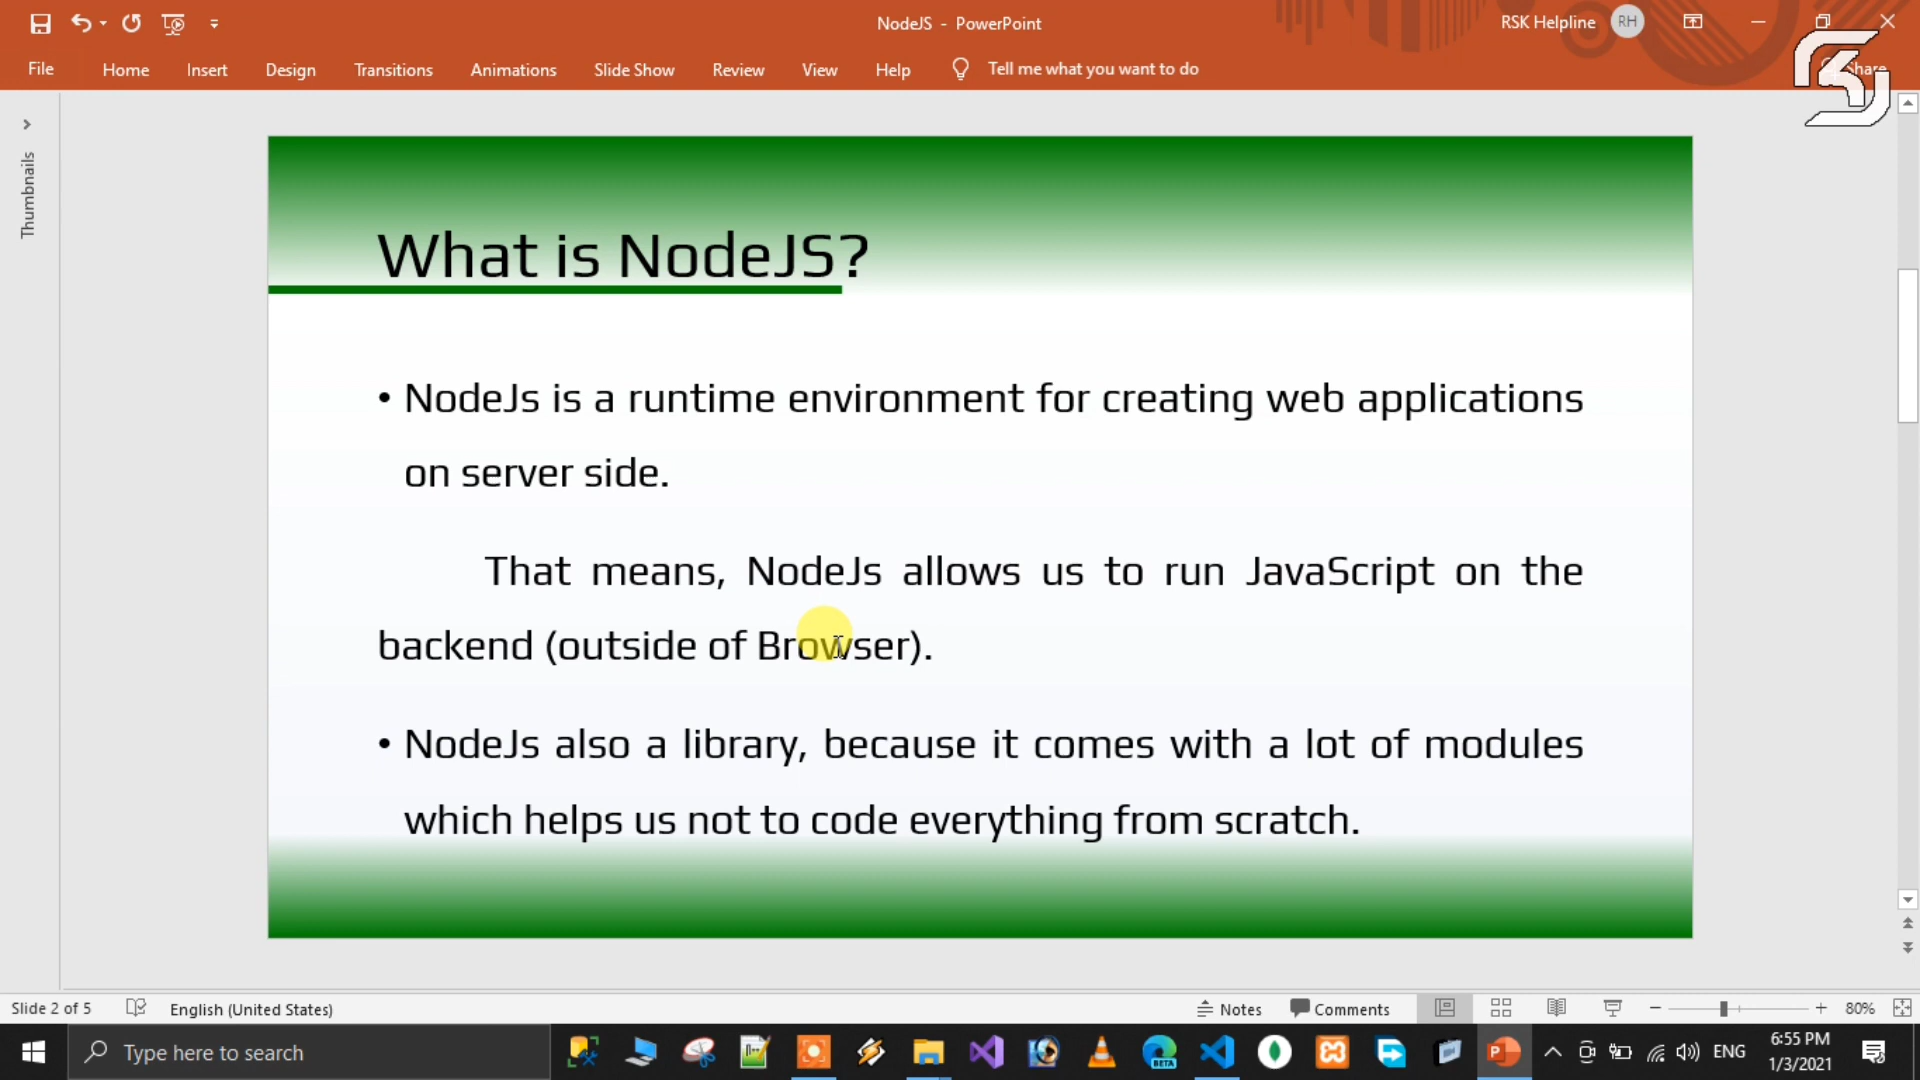 NodeJS - PowerPoint
RSK Helpline RH
File Home Insert Design Transitions Animations Slide Show Review View Help Tell me what you want to do Share
Thumbnails
What is NodeJS?
• NodeJs is a runtime environment for creating web applications
on server side.
That means, NodeJs allows us to run JavaScript on the
backend (outside of Browser).
• NodeJs also a library, because it comes with a lot of modules
which helps us not to code everything from scratch.
Slide 2 of 5 English (United States) Notes Comments 80%
Type here to search
BETA
ENG
6:55 PM
1/3/2021